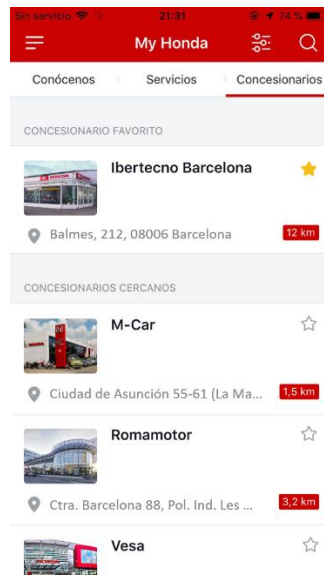 Sin servicio
21:31
74 %
My Honda
Conócenos
Servicios
Concesionarios
CONCESIONARIO FAVORITO
Ibertecno Barcelona
Balmes, 212, 08006 Barcelona
12 km
CONCESIONARIOS CERCANOS
M-Car
Ciudad de Asunción 55-61 (La Ma...
1,5 km
Romamotor
Ctra. Barcelona 88, Pol. Ind. Les ...
3,2 km
Vesa